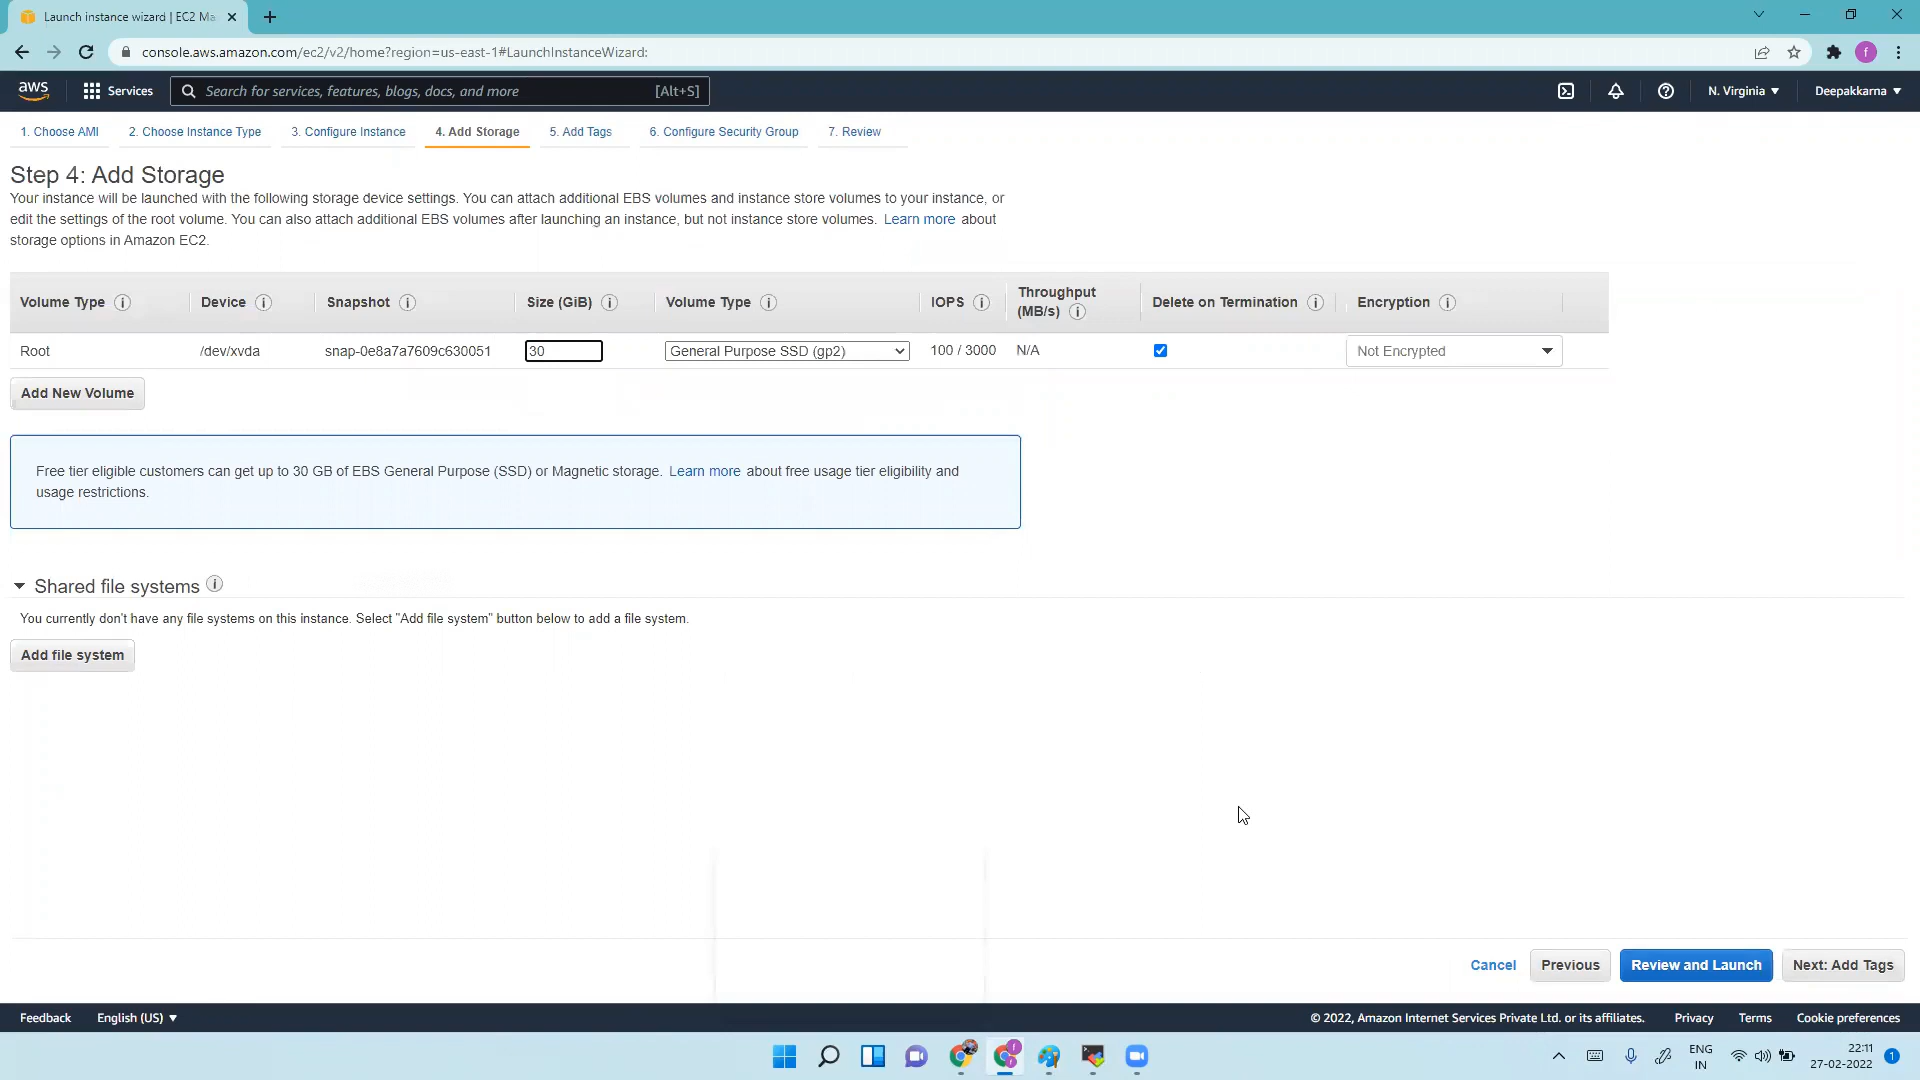 Launch instance wizard | EC2 Ma
console.aws.amazon.com/ec2/v2/home?region=us-east-1#LaunchInstanceWizard:
f
aws
Services
Search for services, features, blogs, docs, and more
[Alt+S]
N. Virginia
Deepakkarna
1. Choose AMI
2. Choose Instance Type
3. Configure Instance
4. Add Storage
5. Add Tags
6. Configure Security Group
7. Review
Step 4: Add Storage
Your instance will be launched with the following storage device settings. You can attach additional EBS volumes and instance store volumes to your instance, or
edit the settings of the root volume. You can also attach additional EBS volumes after launching an instance, but not instance store volumes. Learn more about
storage options in Amazon EC2.
Volume Type
Device
Snapshot
Size (GiB)
Volume Type
IOPS
Throughput
(MB/s)
Delete on Termination
Encryption
Root
/dev/xvda
snap-0e8a7a7609c630051
30
General Purpose SSD (gp2)
100 / 3000
N/A
Not Encrypted
Add New Volume
Free tier eligible customers can get up to 30 GB of EBS General Purpose (SSD) or Magnetic storage. Learn more about free usage tier eligibility and
usage restrictions.
Shared file systems
You currently don't have any file systems on this instance. Select "Add file system" button below to add a file system.
Add file system
Cancel
Previous
Review and Launch
Next: Add Tags
Feedback
English (US)
© 2022, Amazon Internet Services Private Ltd. or its affiliates.
Privacy
Terms
Cookie preferences
f
ENG
IN
22:11
27-02-2022
1